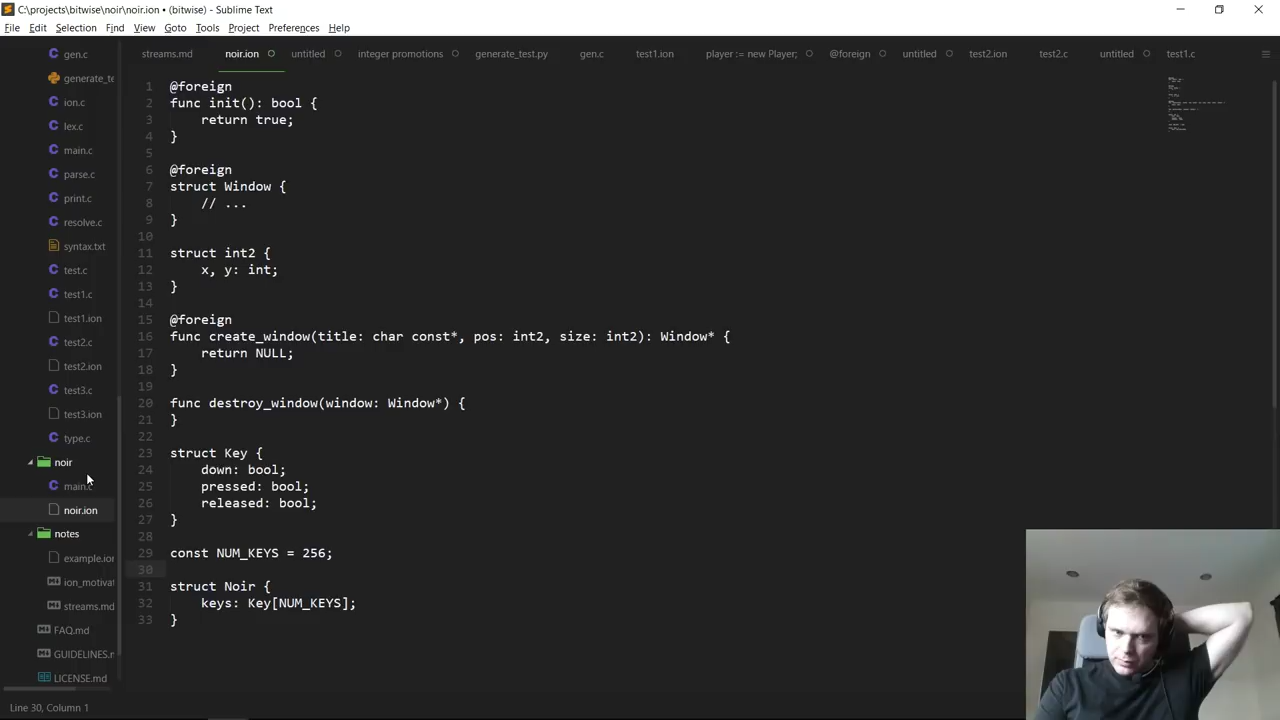 C:\projects\bitwise\noir\noir.ion • (bitwise) - Sublime Text
File Edit Selection Find View Goto Tools Project Preferences Help
streams.md noir.ion untitled integer promotions generate_test.py gen.c test1.ion player := new Player; @foreign untitled test2.ion test2.c untitled test1.c
gen.c
generate_te
ion.c
lex.c
main.c
parse.c
print.c
resolve.c
syntax.txt
test.c
test1.c
test1.ion
test2.c
test2.ion
test3.c
test3.ion
type.c
noir
main.c
noir.ion
notes
example.ion
ion_motivat
streams.md
FAQ.md
GUIDELINES.m
LICENSE.md
1 @foreign
2 func init(): bool {
3 return true;
4 }
5
6 @foreign
7 struct Window {
8 // ...
9 }
10
11 struct int2 {
12 x, y: int;
13 }
14
15 @foreign
16 func create_window(title: char const*, pos: int2, size: int2): Window* {
17 return NULL;
18 }
19
20 func destroy_window(window: Window*) {
21 }
22
23 struct Key {
24 down: bool;
25 pressed: bool;
26 released: bool;
27 }
28
29 const NUM_KEYS = 256;
30
31 struct Noir {
32 keys: Key[NUM_KEYS];
33 }
Line 30, Column 1